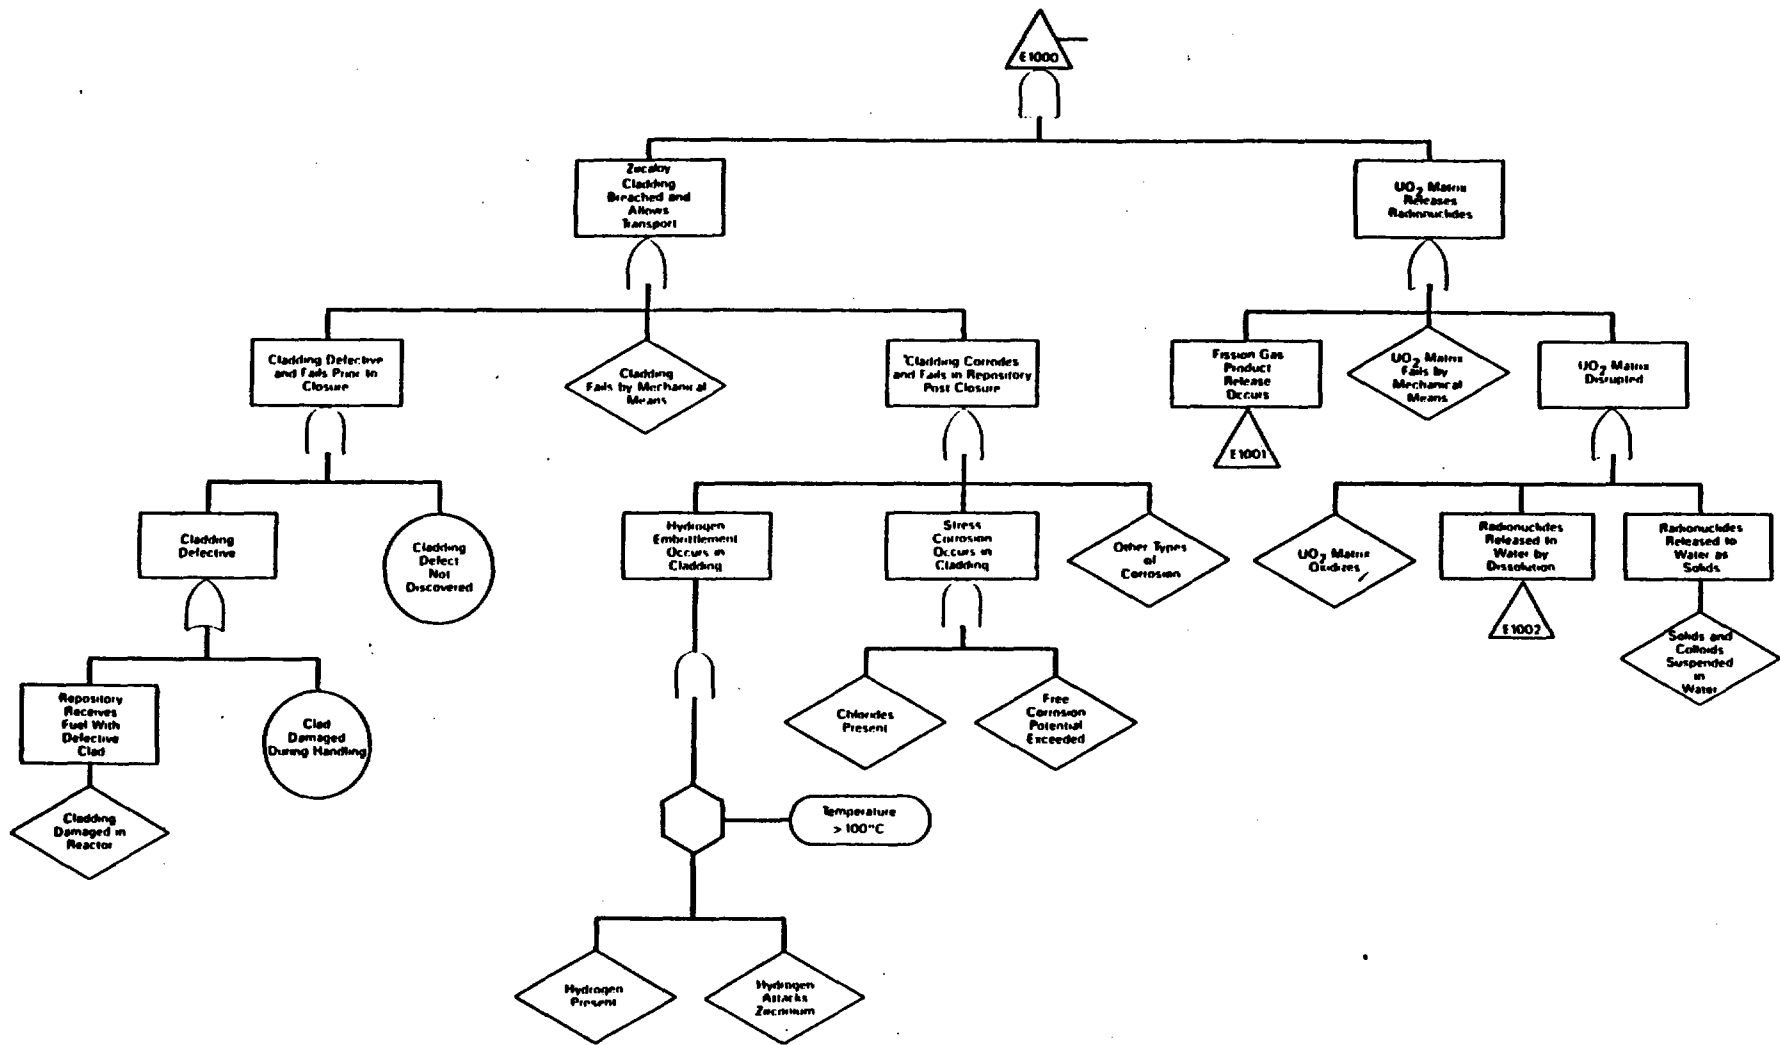 E1000
Zircaloy
Cladding
Breached and
Allows
Transport
UO2 Matrix
Releases
Radionuclides
Cladding Defective
and Fails Prior to
Closure
Cladding
Fails by Mechanical
Means
Cladding Corrodes
and Fails in Repository
Post Closure
Fission Gas
Product
Release
Occurs
UO2 Matrix
Fails by
Mechanical
Means
UO2 Matrix
Disrupted
E1001
Cladding
Defective
Cladding
Defect
Not
Discovered
Hydrogen
Embrittlement
Occurs in
Cladding
Stress
Corrosion
Occurs in
Cladding
Other Types
of
Corrosion
UO2 Matrix
Oxidizes
Radionuclides
Released to
Water by
Dissolution
Radionuclides
Released to
Water as
Solids
E1002
Solids and
Colloids
Suspended
in
Water
Repository
Receives
Fuel With
Defective
Clad
Clad
Damaged
During Handling
Chlorides
Present
Free
Corrosion
Potential
Exceeded
Cladding
Damaged in
Reactor
Temperature
> 100°C
Hydrogen
Present
Hydrogen
Attacks
Zirconium